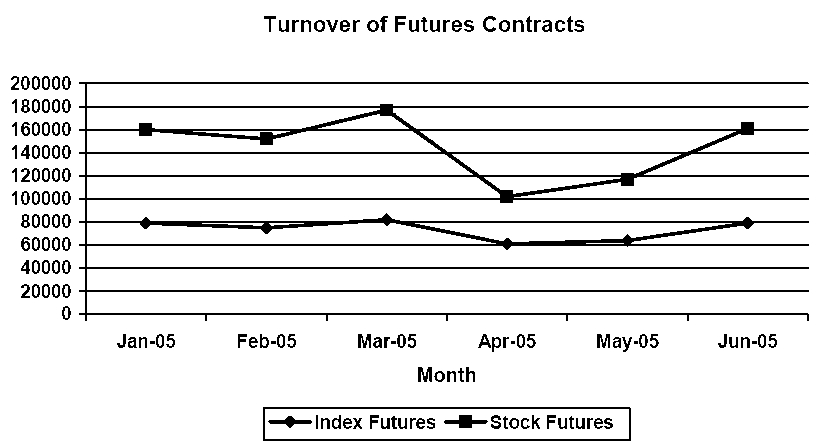 Turnover of Futures Contracts
200000
180000
160000
140000
120000
100000
80000
60000
40000
20000
0
Jan-05 Feb-05 Mar-05 Apr-05 May-05 Jun-05
Month
Index Futures Stock Futures